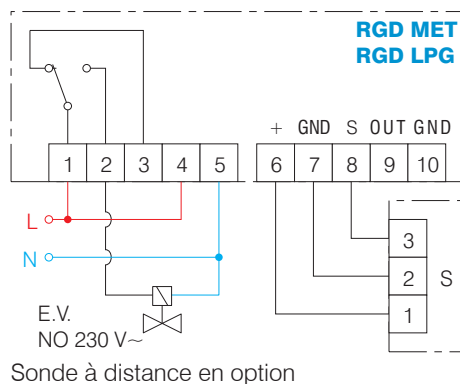 RGD MET
RGD LPG
+ GND S OUT GND
1 2 3 4 5 6 7 8 9 10
L
N
3
2
1
S
E.V.
NO 230 V~
Sonde à distance en option